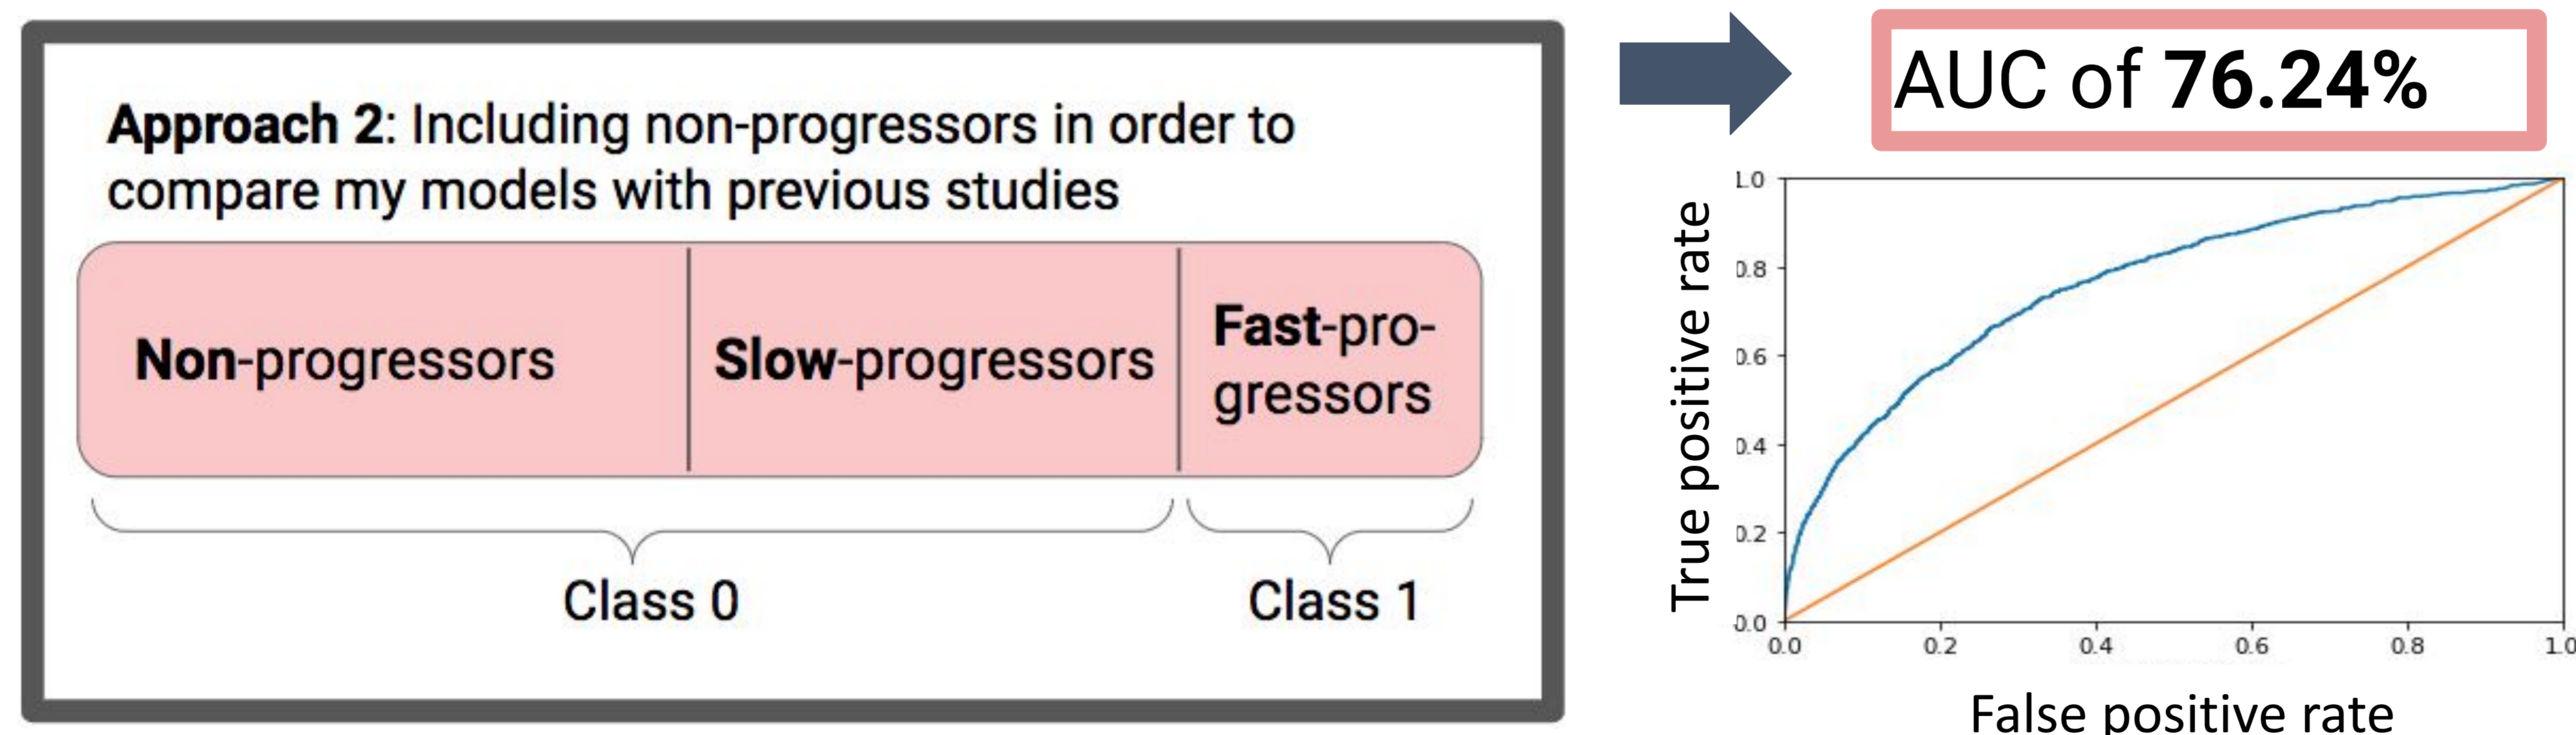 Approach 2: Including non-progressors in order to
compare my models with previous studies
Non-progressors
Slow-progressors
Fast-pro-
gressors
Class 0
Class 1
AUC of 76.24%
True positive rate
1.0
0.8
0.6
0.4
0.2
0.0
0.0 0.2 0.4 0.6 0.8 1.0
False positive rate